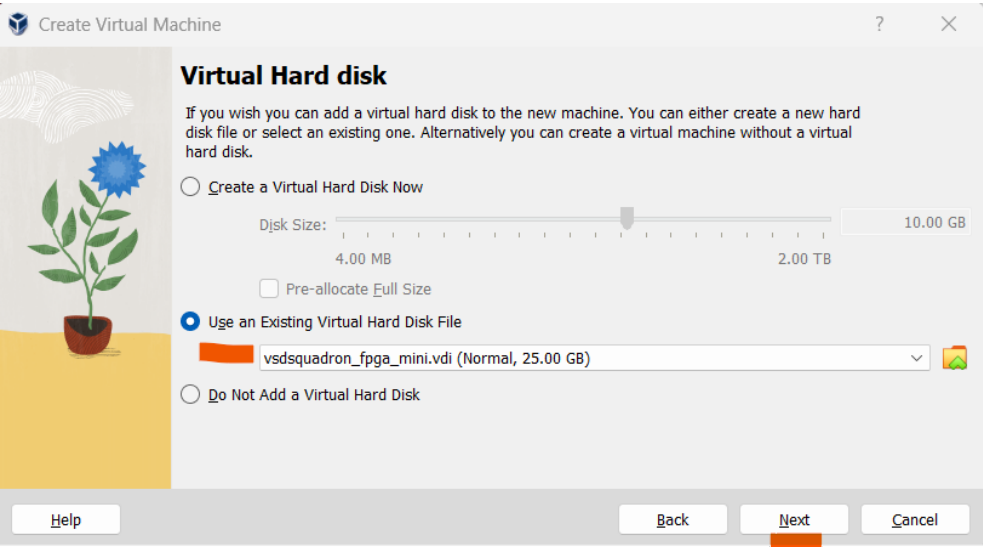 Create Virtual Machine ?
Virtual Hard disk
If you wish you can add a virtual hard disk to the new machine. You can either create a new hard
disk file or select an existing one. Alternatively you can create a virtual machine without a virtual
hard disk.
Create a Virtual Hard Disk Now
Disk Size: 10.00 GB
4.00 MB 2.00 TB
Pre-allocate Full Size
Use an Existing Virtual Hard Disk File
vsdsquadron_fpga_mini.vdi (Normal, 25.00 GB)
Do Not Add a Virtual Hard Disk
Help Back Next Cancel